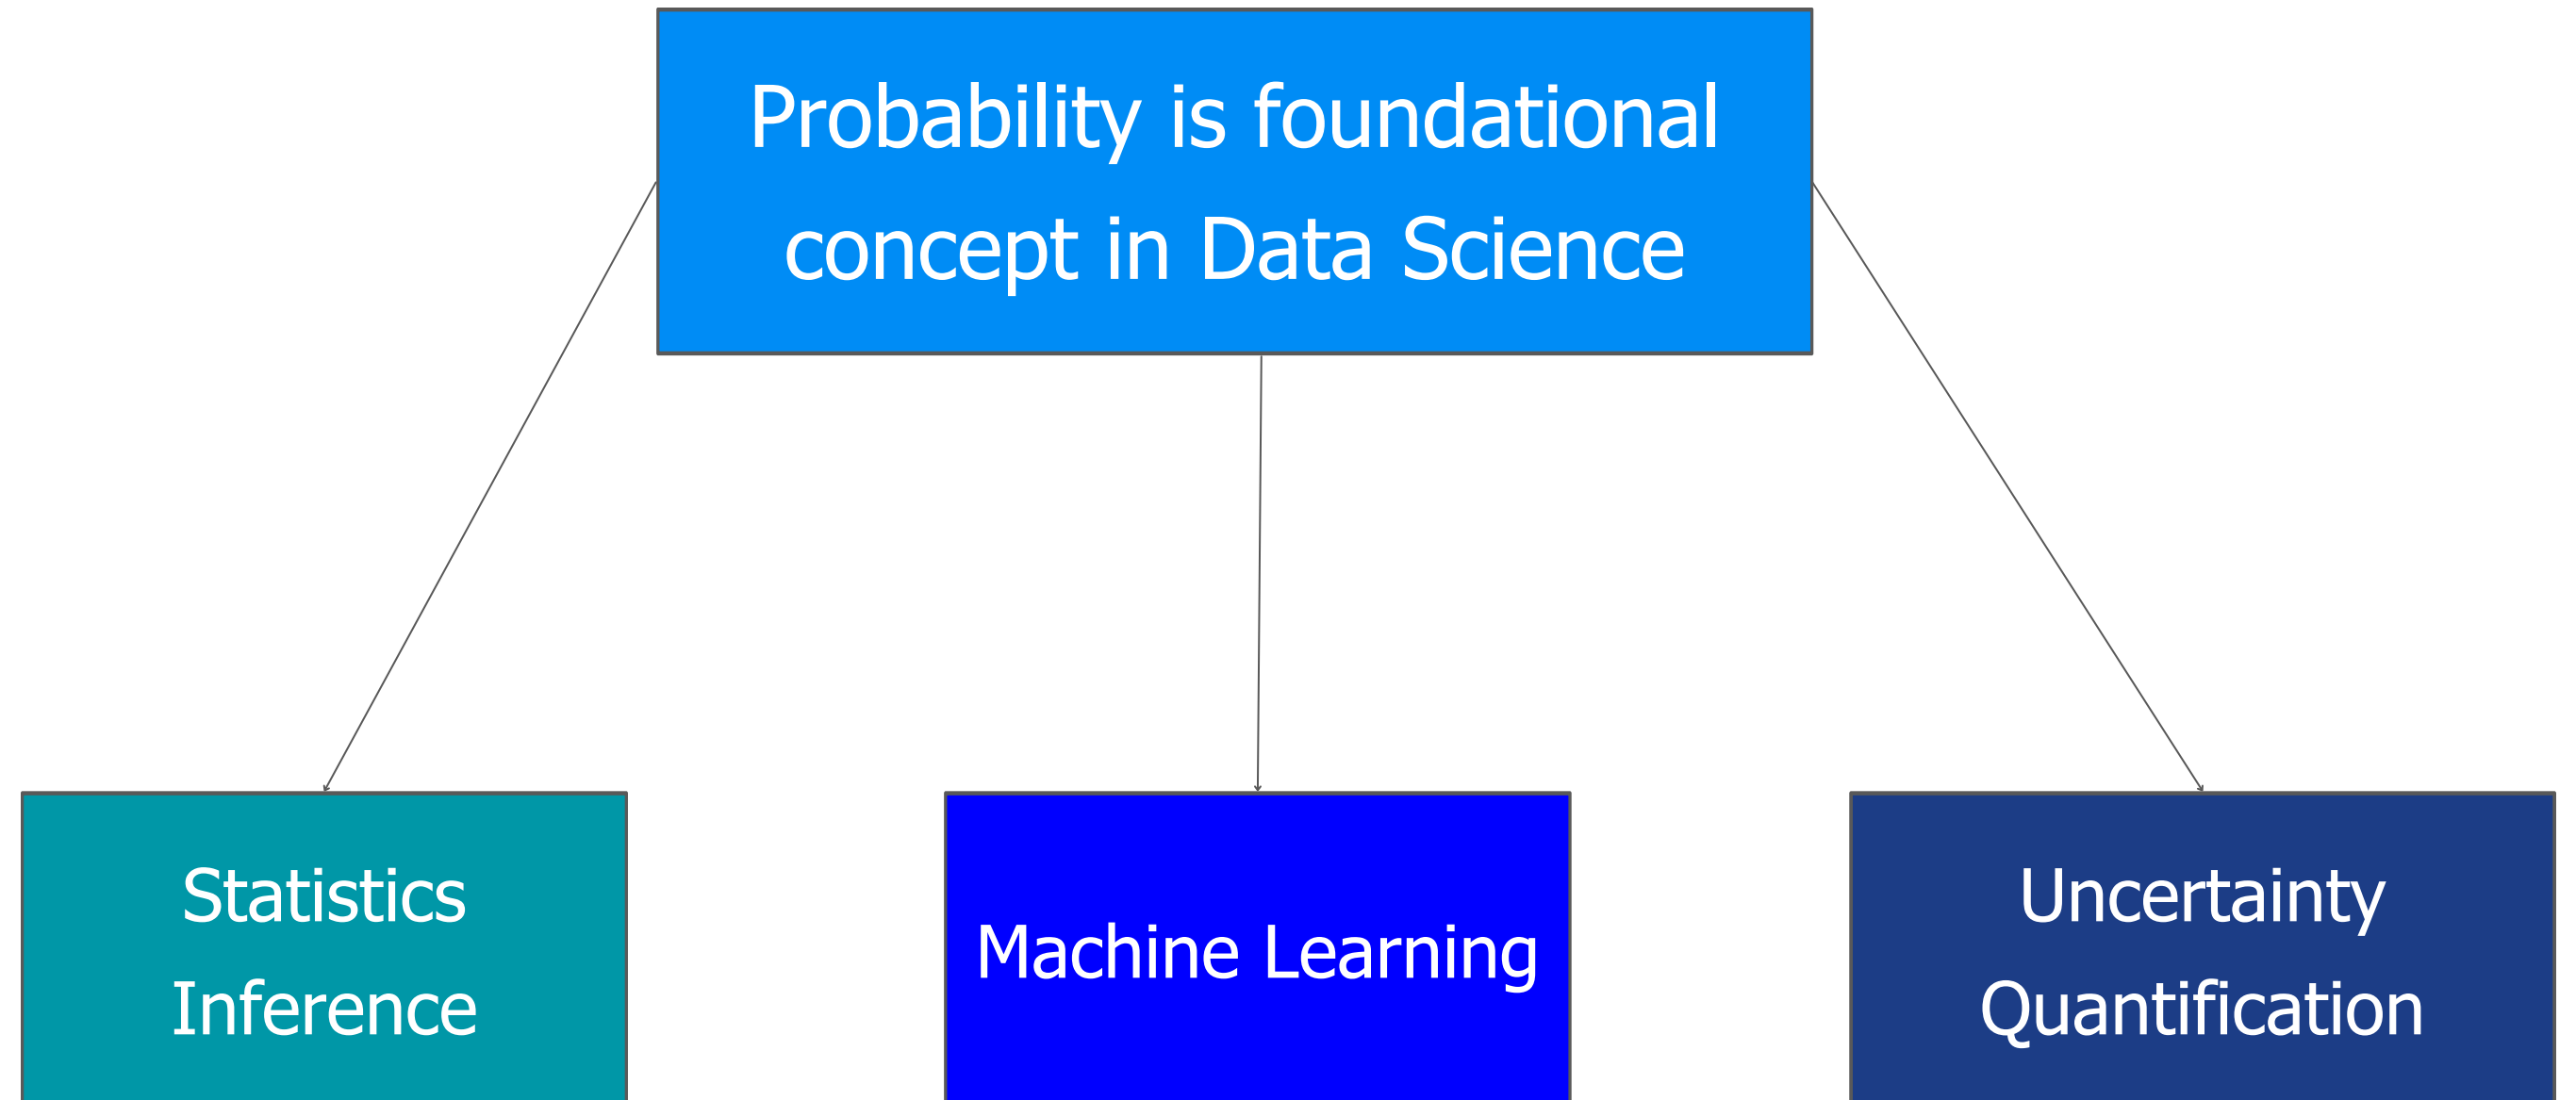 Probability is foundational
concept in Data Science
Statistics
Inference
Machine Learning
Uncertainty
Quantification